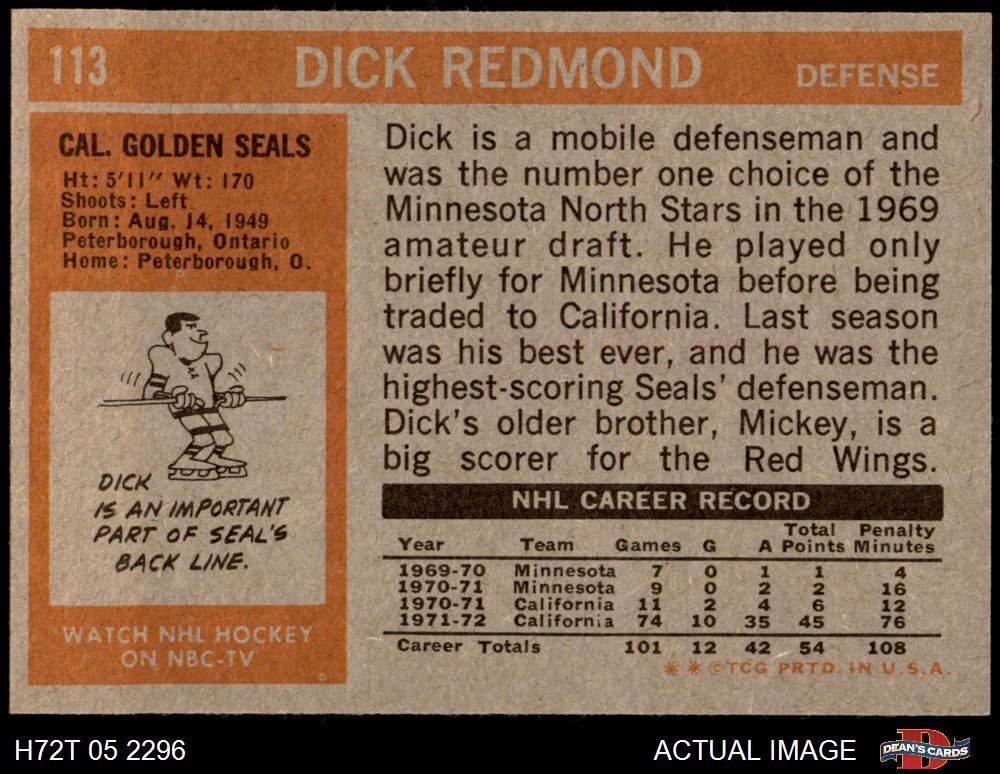 113 DICK REDMOND DEFENSE
CAL. GOLDEN SEALS
Ht: 5'11" Wt: 170
Shoots: Left
Born: Aug. 14, 1949
Peterborough, Ontario
Home: Peterborough, O.
DICK
IS AN IMPORTANT
PART OF SEAL'S
BACK LINE.
WATCH NHL HOCKEY
ON NBC-TV
Dick is a mobile defenseman and
was the number one choice of the
Minnesota North Stars in the 1969
amateur draft. He played only
briefly for Minnesota before being
traded to California. Last season
was his best ever, and he was the
highest-scoring Seals' defenseman.
Dick's older brother, Mickey, is a
big scorer for the Red Wings.
NHL CAREER RECORD
Total Penalty
Year Team Games G A Points Minutes
1969-70 Minnesota 7 0 1 1 4
1970-71 Minnesota 9 0 2 2 16
1970-71 California 11 2 4 6 12
1971-72 California 74 10 35 45 76
Career Totals 101 12 42 54 108
* * ©TCG PRTD. IN U.S.A.
H72T 05 2296 ACTUAL IMAGE DEAN'S CARDS